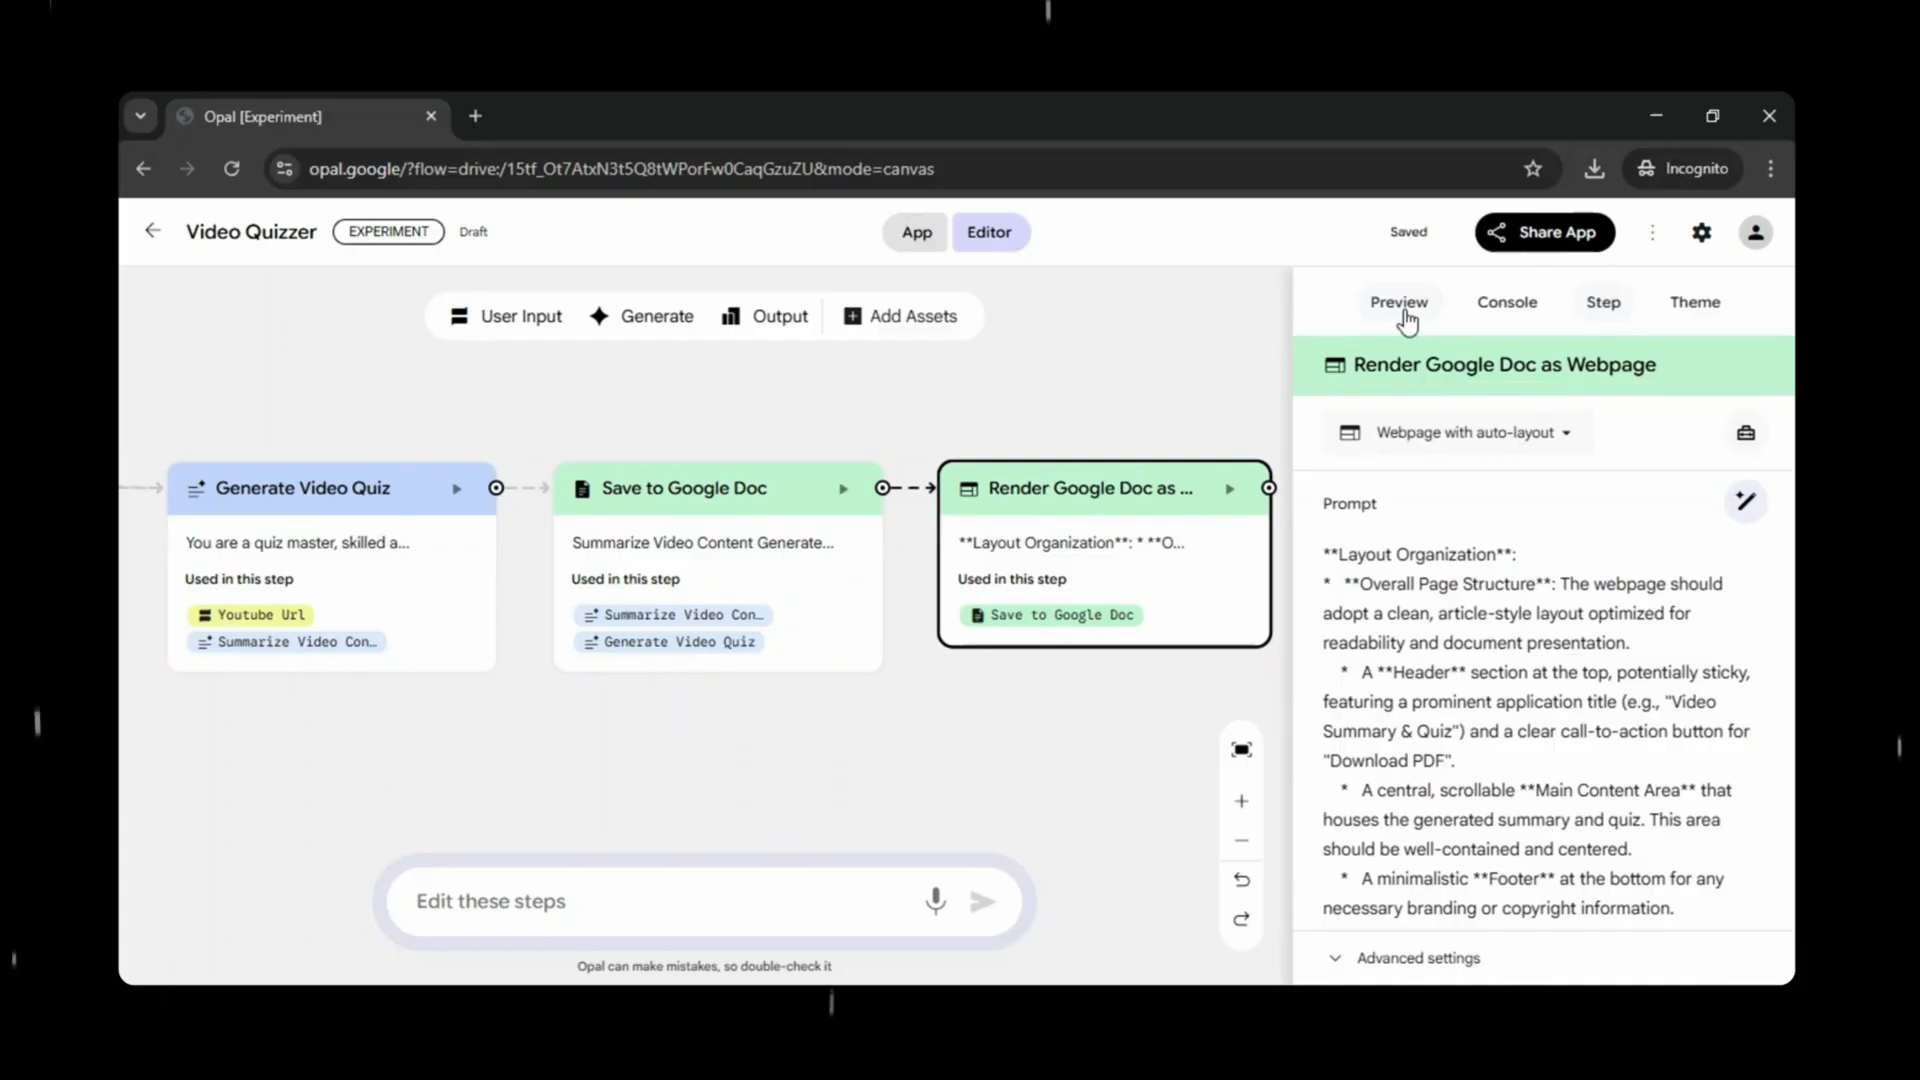 Opal [Experiment]
opal.google/?flow=drive:/15tf_Ot7AtxN3t5Q8tWPorFw0CaqGzuZU&mode=canvas
Incognito
Video Quizzer
EXPERIMENT
Draft
App
Editor
Saved
Share App
User Input
Generate
Output
Add Assets
Preview
Console
Step
Theme
Generate Video Quiz
You are a quiz master, skilled a...
Used in this step
Youtube Url
Summarize Video Con…
Save to Google Doc
Summarize Video Content Generate...
Used in this step
Summarize Video Con…
Generate Video Quiz
Render Google Doc as ...
**Layout Organization**: * **O...
Used in this step
Save to Google Doc
Render Google Doc as Webpage
Webpage with auto-layout
Prompt
**Layout Organization**:
* **Overall Page Structure**: The webpage should
adopt a clean, article-style layout optimized for
readability and document presentation.
* A **Header** section at the top, potentially sticky,
featuring a prominent application title (e.g., "Video
Summary & Quiz") and a clear call-to-action button for
"Download PDF".
* A central, scrollable **Main Content Area** that
houses the generated summary and quiz. This area
should be well-contained and centered.
* A minimalistic **Footer** at the bottom for any
necessary branding or copyright information.
Advanced settings
Edit these steps
Opal can make mistakes, so double-check it